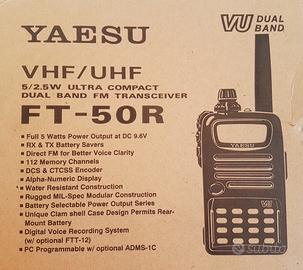 YAESU
VU DUAL
BAND
VHF/UHF
5/2.5W ULTRA COMPACT
DUAL BAND FM TRANSCEIVER
FT-50R
■ Full 5 Watts Power Output at DC 9.6V
■ RX & TX Battery Savers
■ Direct FM for Better Voice Clarity
■ 112 Memory Channels
■ DCS & CTCSS Encoder
■ Alpha-Numeric Display
■ Water Resistant Construction
■ Rugged MIL-Spec Modular Construction
■ Battery Selectable Power Output Series
■ Unique Clam shell Case Design Permits Rear-
Mount Battery
■ Digital Voice Recording System
(w/ optional FTT-12)
■ PC Programmable w/ optional ADMS-1C
YAESU
VU
subito